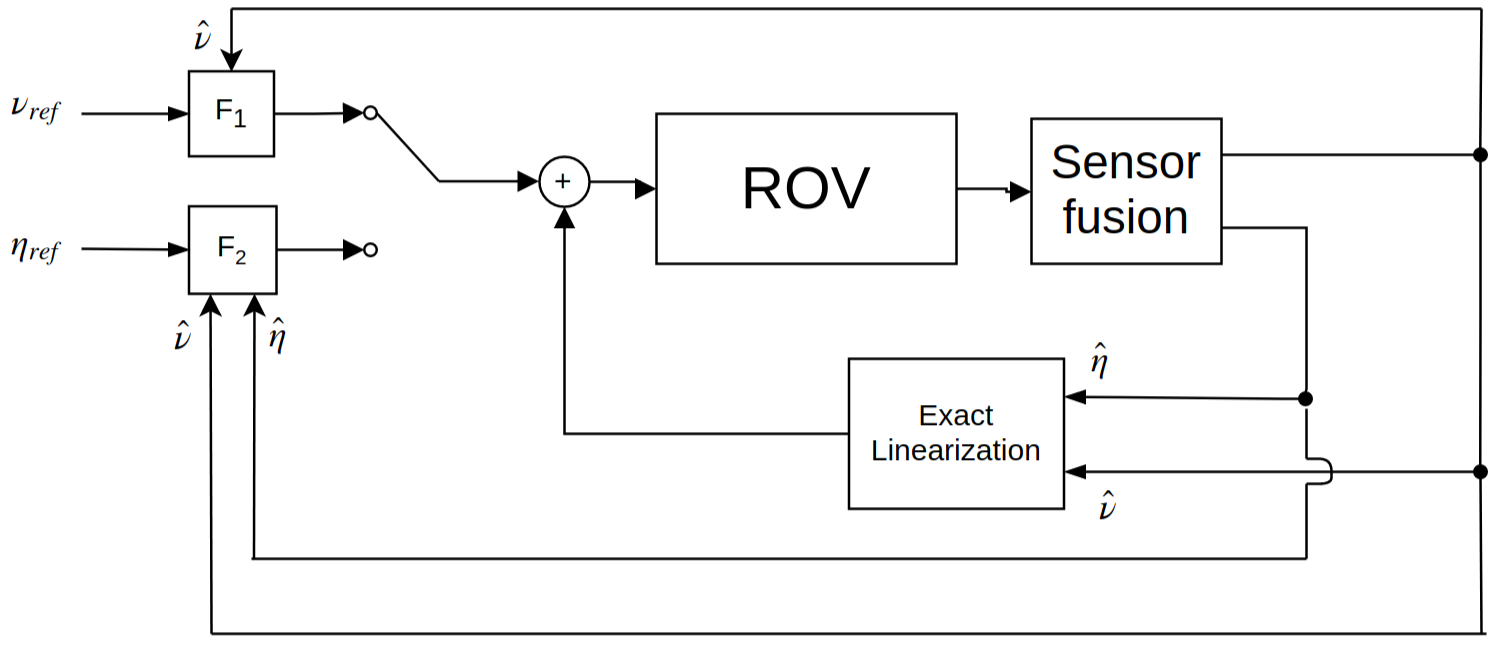 ν̂
ν_ref
F₁
+
ROV
Sensor
fusion
η_ref
F₂
ν̂
η̂
η̂
Exact
Linearization
ν̂